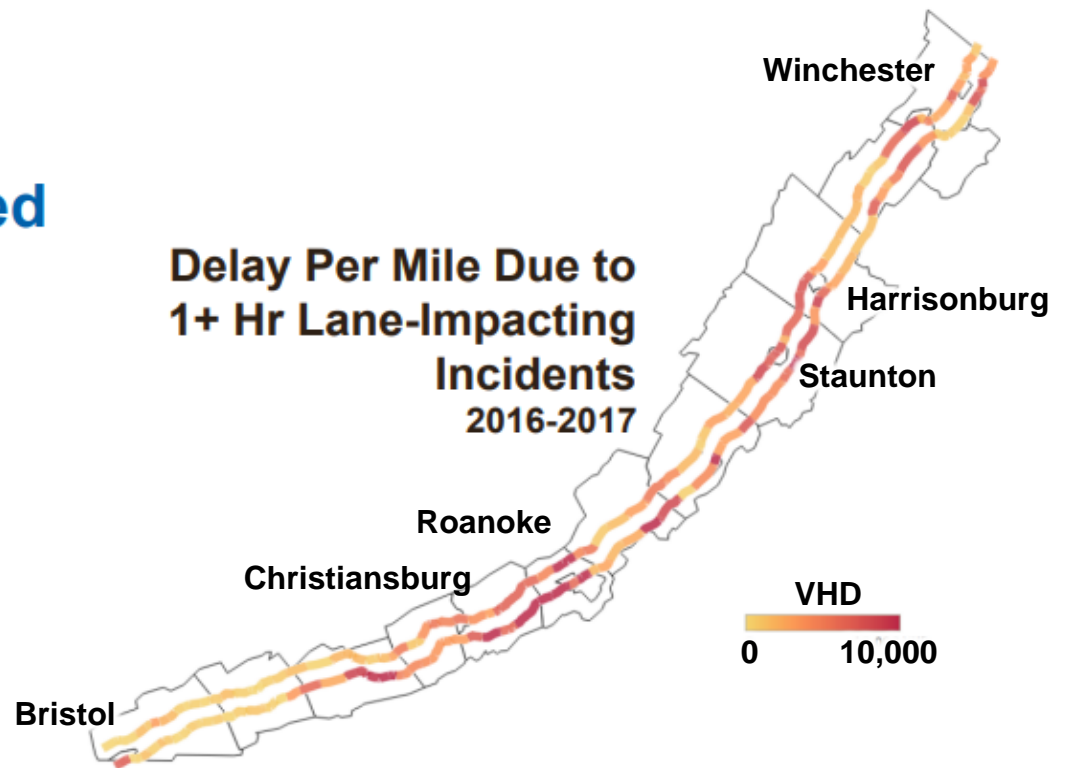 Winchester
ed
Delay Per Mile Due to
1+ Hr Lane-Impacting
Incidents
2016-2017
Harrisonburg
Staunton
Roanoke
Christiansburg
VHD
0 10,000
Bristol